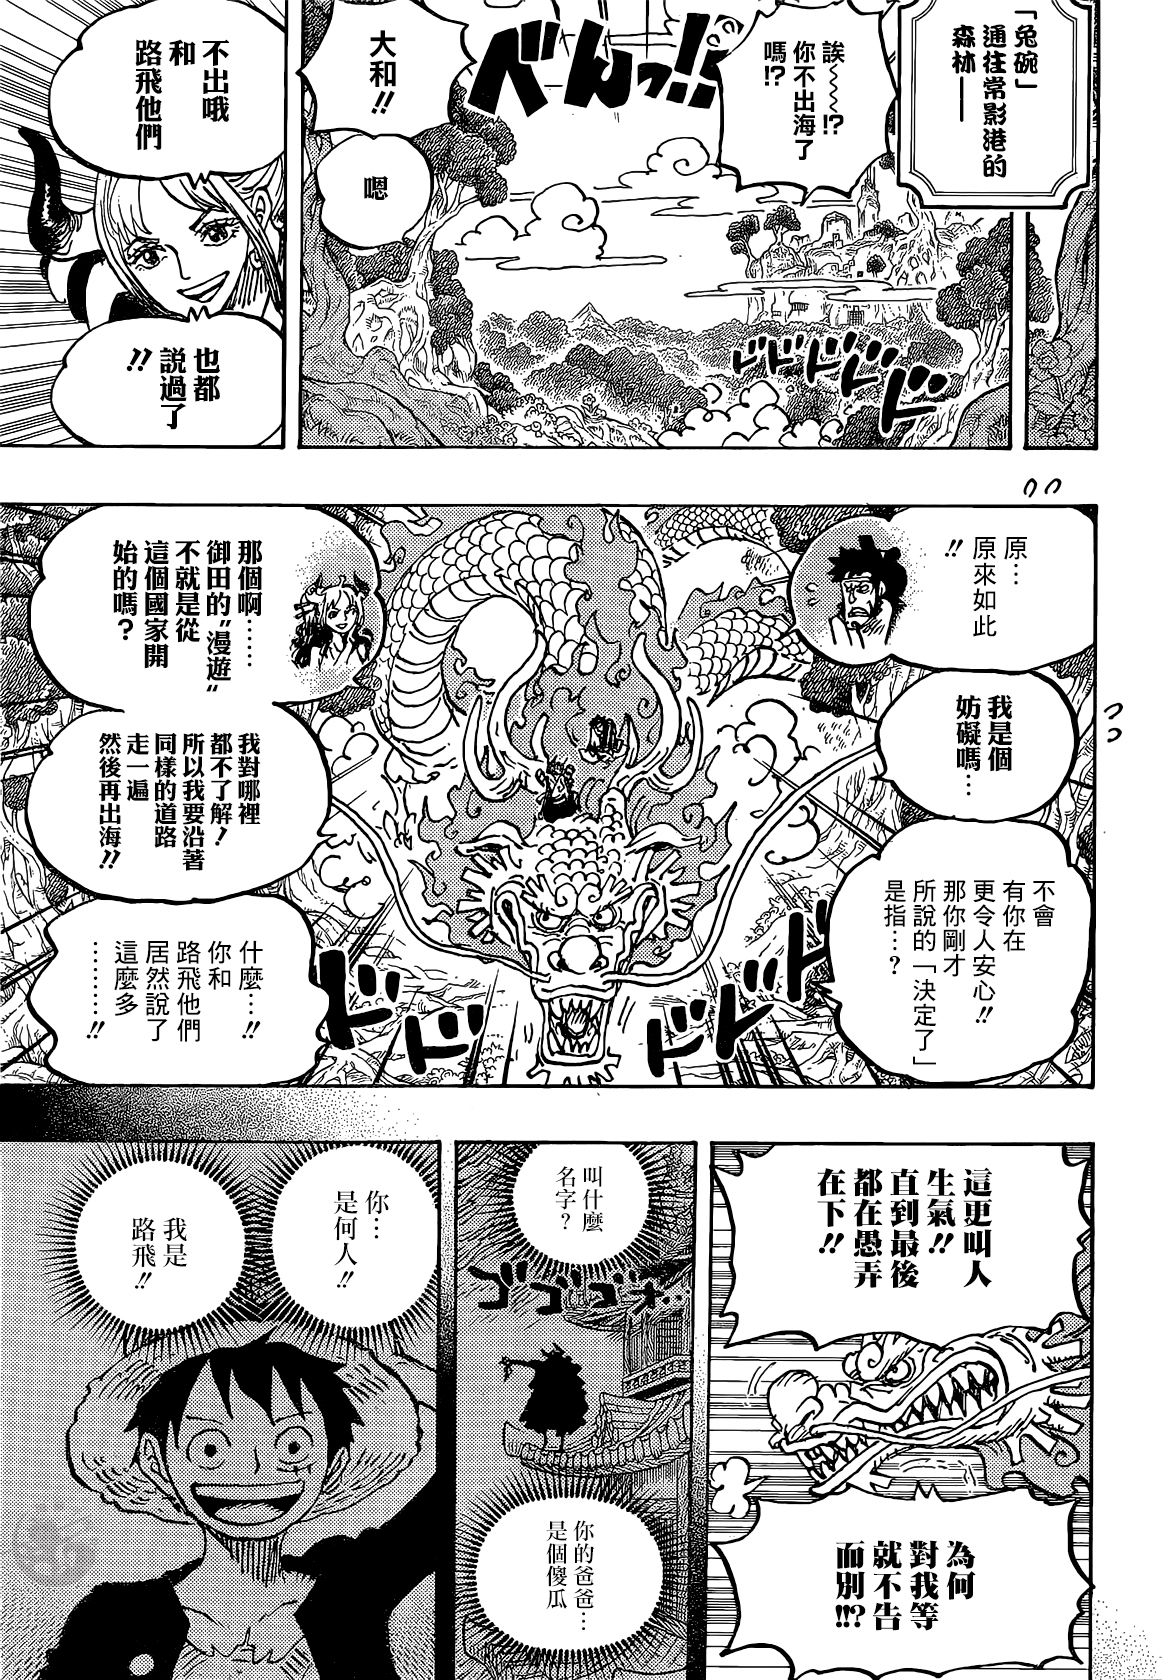 「兔碗」
通往常影港的
森林——
誒~~~~!?
你不出海了
嗎!?
べんっ!!
大和!!
嗯
ドドドドドド
不出哦
和
路飛他們
也都
説過了
!!
原…
原來如此
!!
我是個
妨礙嗎…
不會
有你在
更令人安心!!
那你剛才
所說的「決定了」
是指…?
那個啊……
御田的〝漫遊〞
不就是從
這個國家開
始的嗎?
我對哪裡
都不了解!
所以我要沿著
同樣的道路
走一遍
然後再出海!!
什麼…!!
你和
路飛他們
居然說了
這麼多
………!!
ドドド
ドドド
這更叫人
生氣!!
直到最後
都在愚弄
在下!!
為何
對我等
就不告
而別!!?
叫什麼
名字?
ゴゴゴゴオ…
你的爸爸…
是個傻瓜
你…
是何人!!
我是
路飛!!